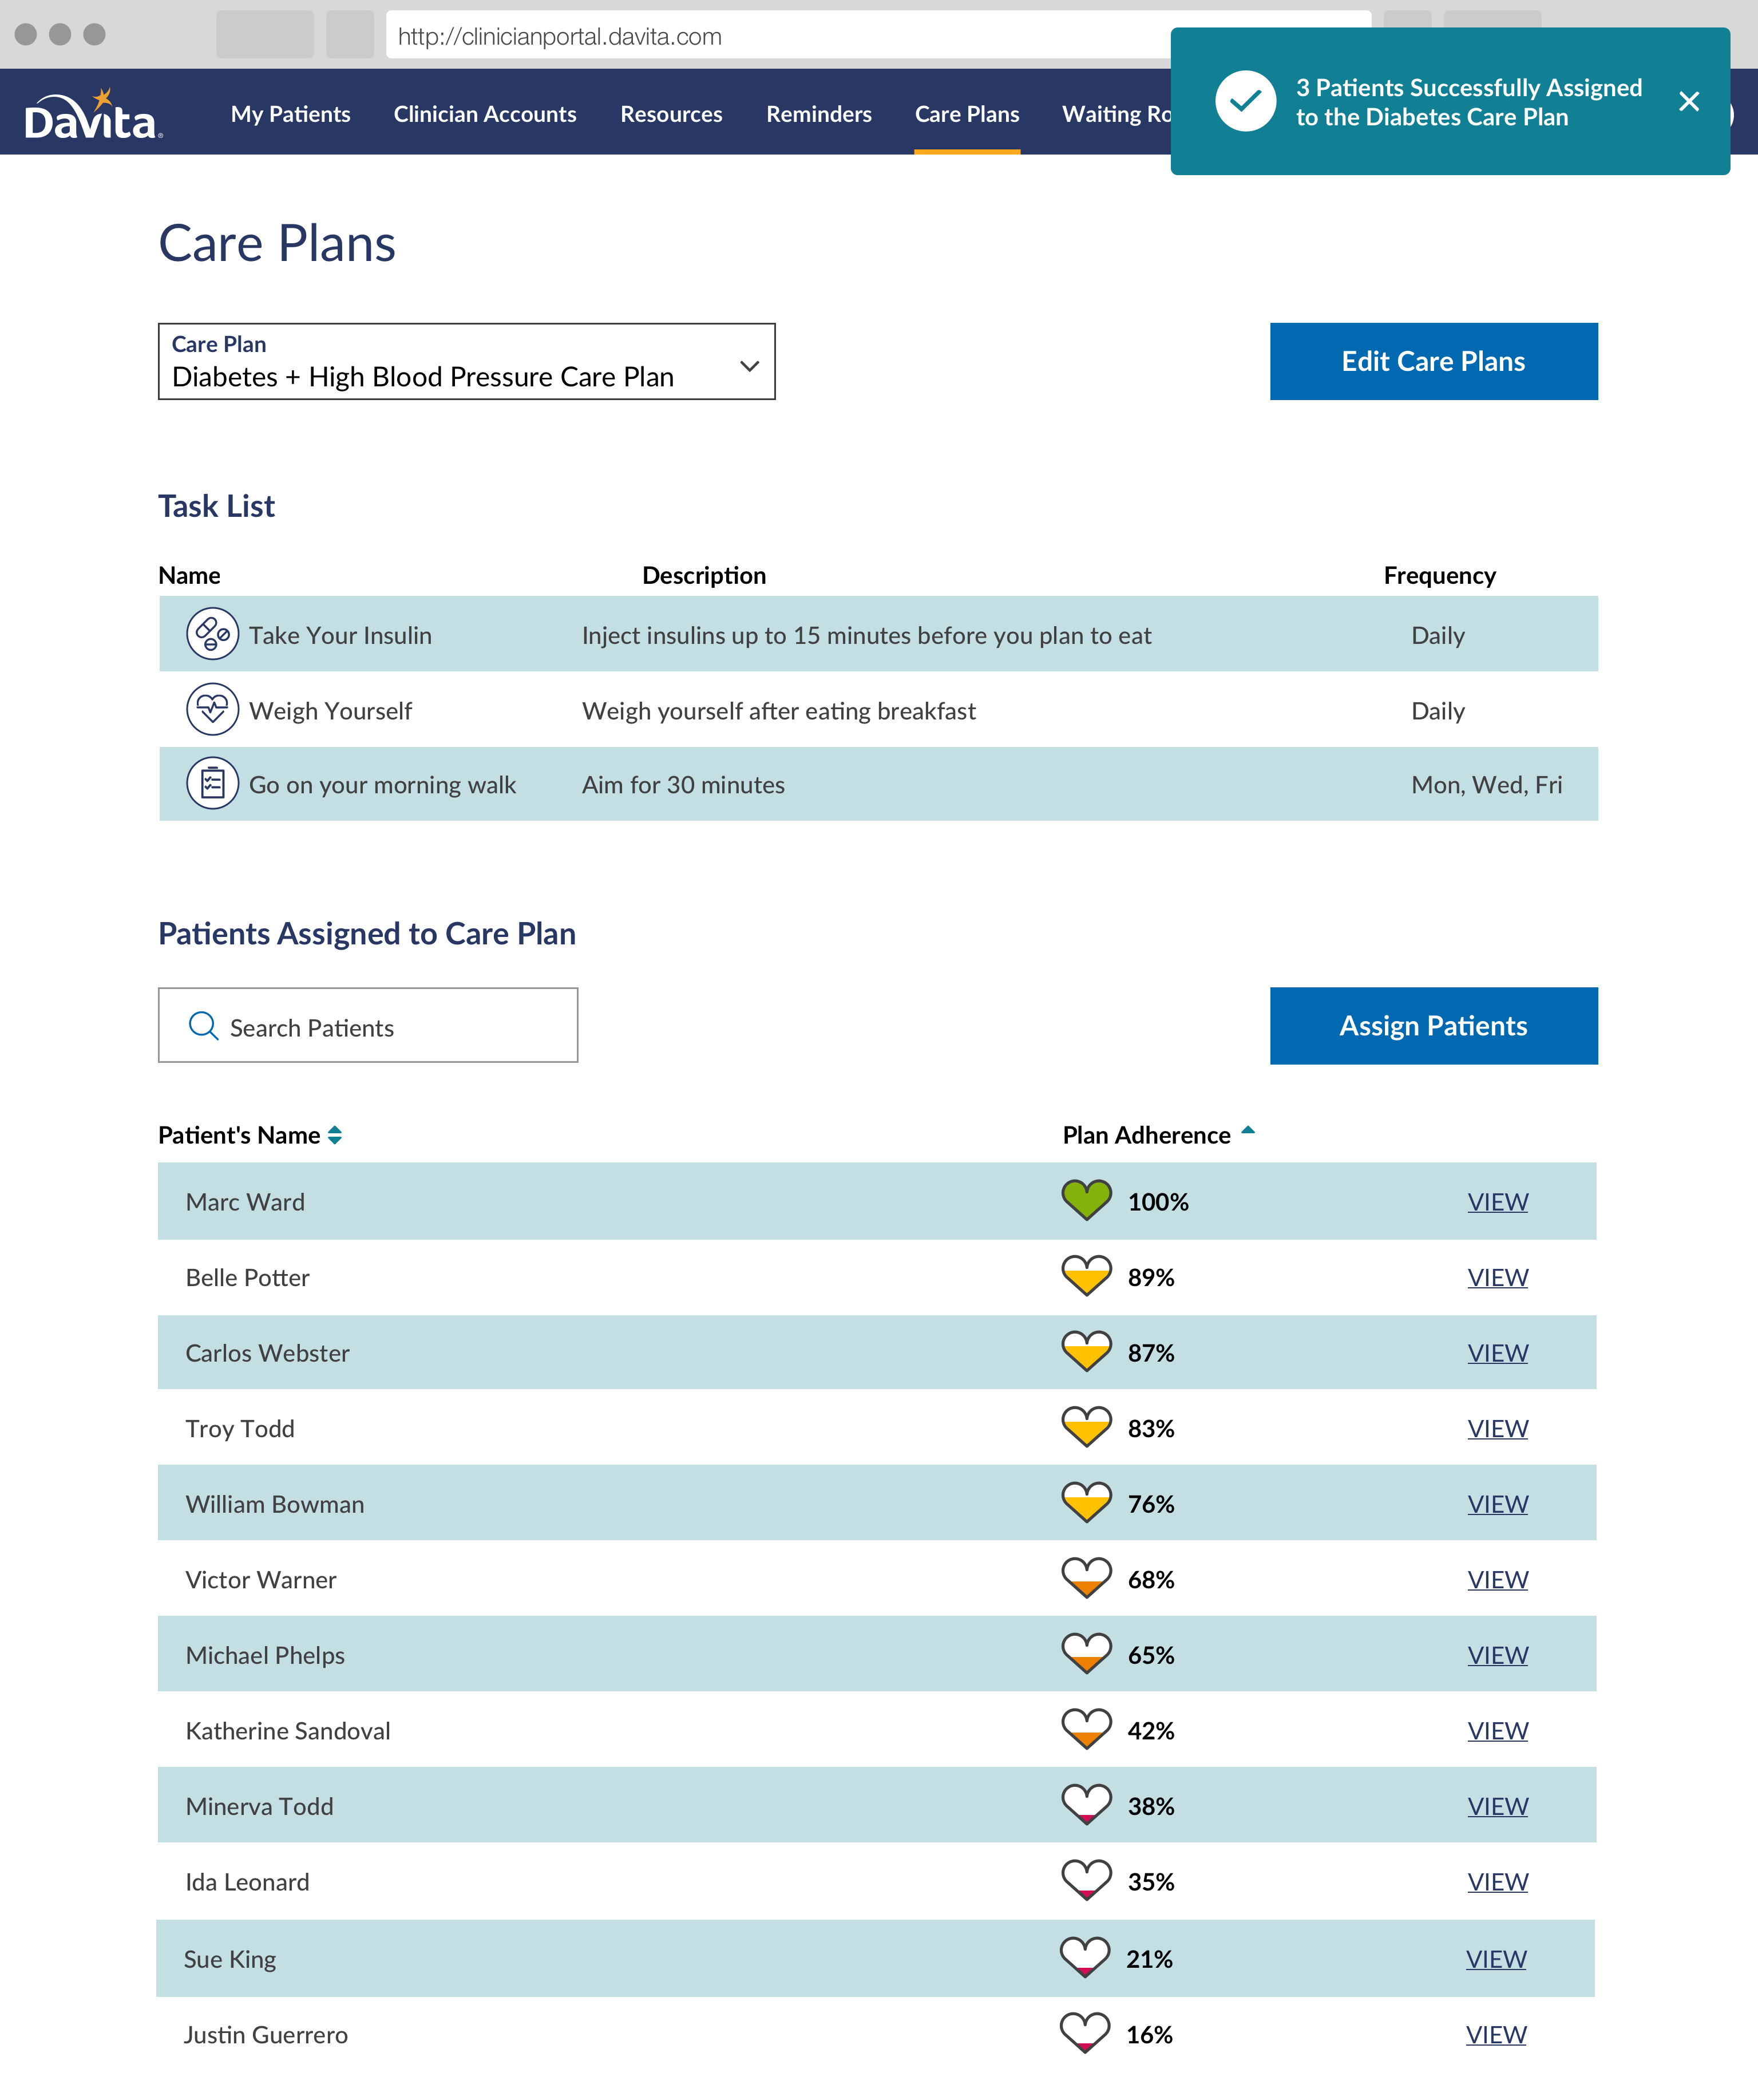 http://clinicianportal.davita.com
3 Patients Successfully Assigned
to the Diabetes Care Plan
DaVita®
My Patients Clinician Accounts Resources Reminders Care Plans Waiting Ro
Care Plans
Care Plan
Diabetes + High Blood Pressure Care Plan
Edit Care Plans
Task List
Name Description Frequency
Take Your Insulin Inject insulins up to 15 minutes before you plan to eat Daily
Weigh Yourself Weigh yourself after eating breakfast Daily
Go on your morning walk Aim for 30 minutes Mon, Wed, Fri
Patients Assigned to Care Plan
Search Patients
Assign Patients
Patient's Name Plan Adherence
Marc Ward 100% VIEW
Belle Potter 89% VIEW
Carlos Webster 87% VIEW
Troy Todd 83% VIEW
William Bowman 76% VIEW
Victor Warner 68% VIEW
Michael Phelps 65% VIEW
Katherine Sandoval 42% VIEW
Minerva Todd 38% VIEW
Ida Leonard 35% VIEW
Sue King 21% VIEW
Justin Guerrero 16% VIEW